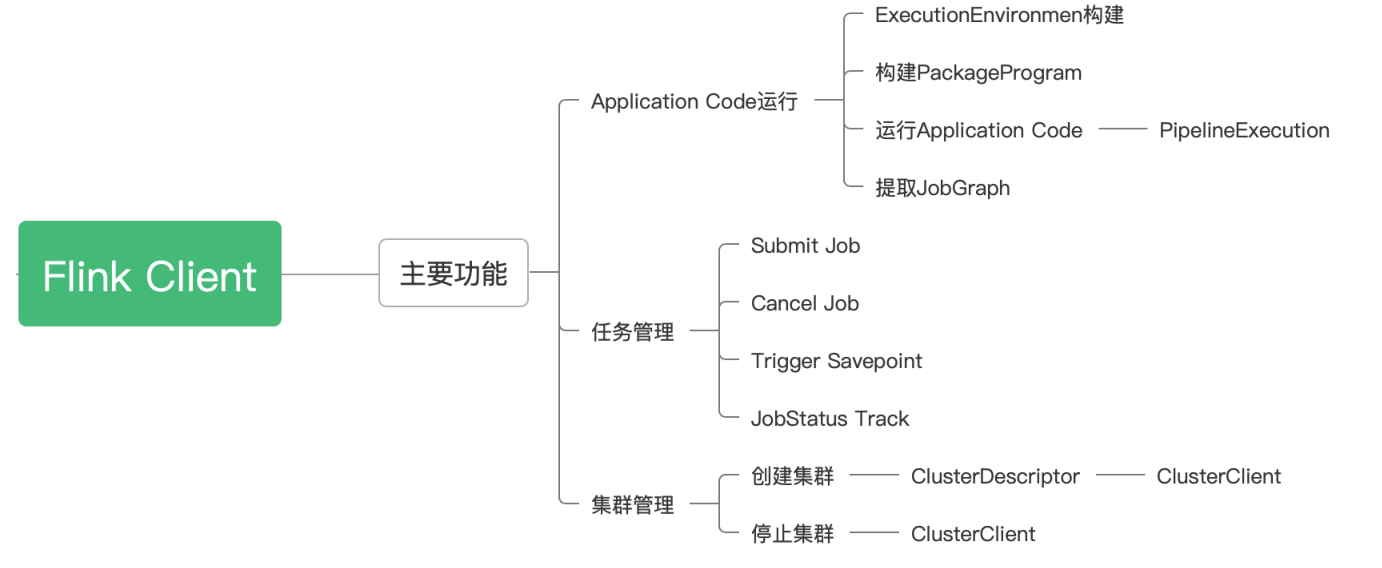 Flink Client
主要功能
Application Code运行
ExecutionEnvironmen构建
构建PackageProgram
运行Application Code
PipelineExecution
提取JobGraph
任务管理
Submit Job
Cancel Job
Trigger Savepoint
JobStatus Track
集群管理
创建集群
ClusterDescriptor
ClusterClient
停止集群
ClusterClient